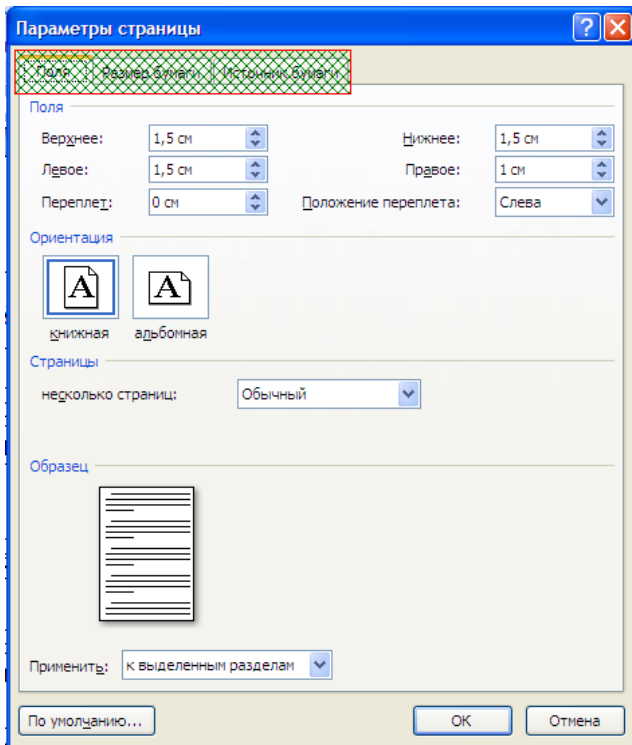 Параметры страницы
Поля Размер бумаги Источник бумаги
Поля
Верхнее: 1,5 см Нижнее: 1,5 см
Левое: 1,5 см Правое: 1 см
Переплет: 0 см Положение переплета: Слева
Ориентация
A A
книжная альбомная
Страницы
несколько страниц: Обычный
Образец
Применить: к выделенным разделам
По умолчанию... ОК Отмена